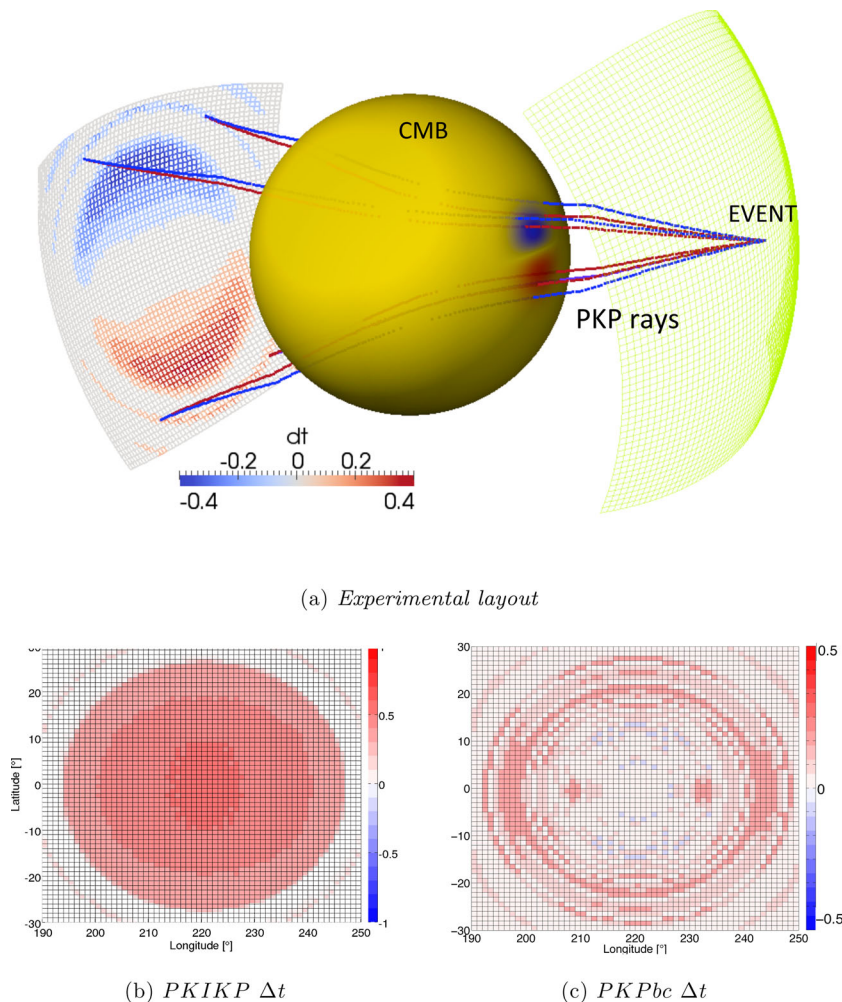 CMB
EVENT
PKP rays
dt
-0.2 0 0.2
-0.4 0.4
(a) Experimental layout
30
20
10
0
-10
-20
-30
Latitude [°]
190 200 210 220 230 240 250
Longitude [°]
0.5
0
-0.5
-1
(b) PKIKP Δt
30
20
10
0
-10
-20
-30
190 200 210 220 230 240 250
Longitude [°]
0.5
0
-0.5
(c) PKPbc Δt